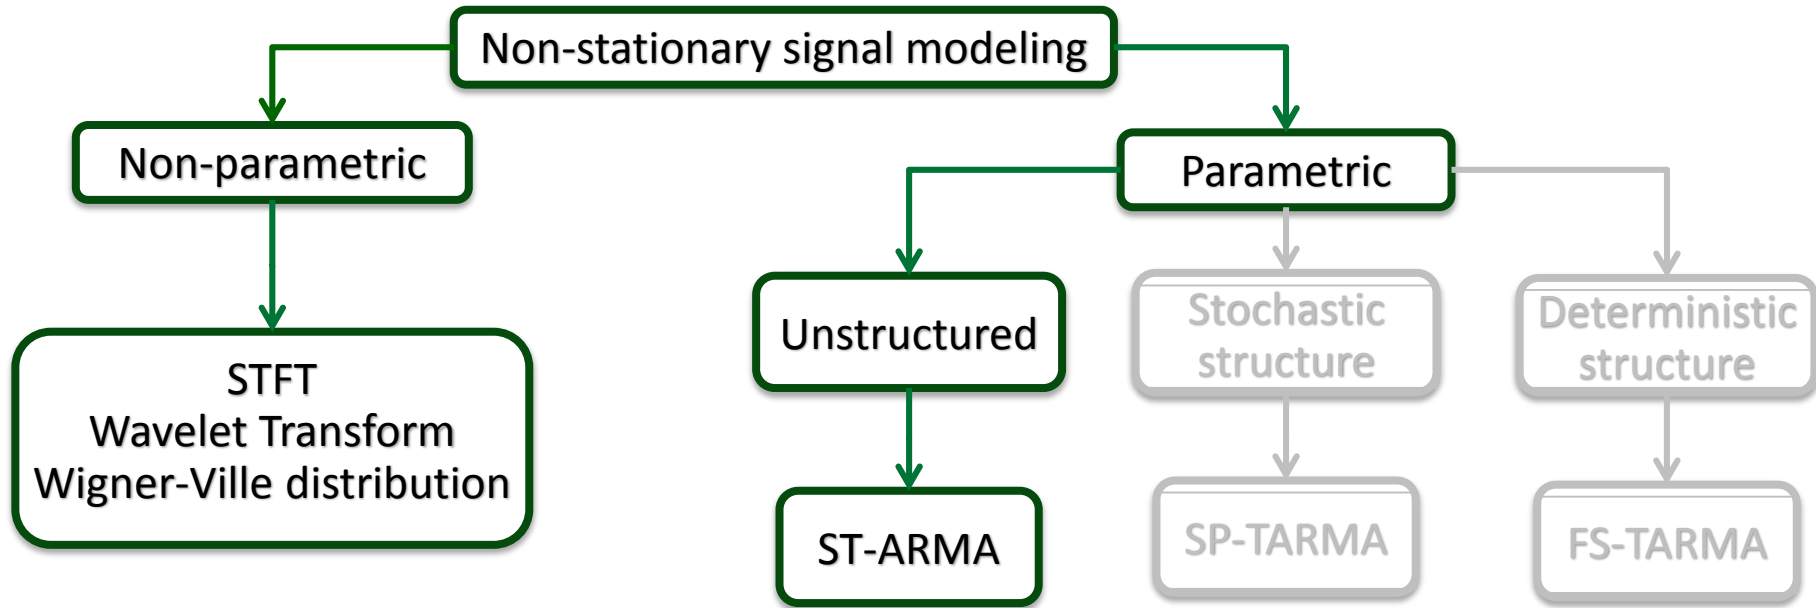 Non-stationary signal modeling
Non-parametric
Parametric
Unstructured
Stochastic
structure
Deterministic
structure
STFT
Wavelet Transform
Wigner-Ville distribution
ST-ARMA
SP-TARMA
FS-TARMA